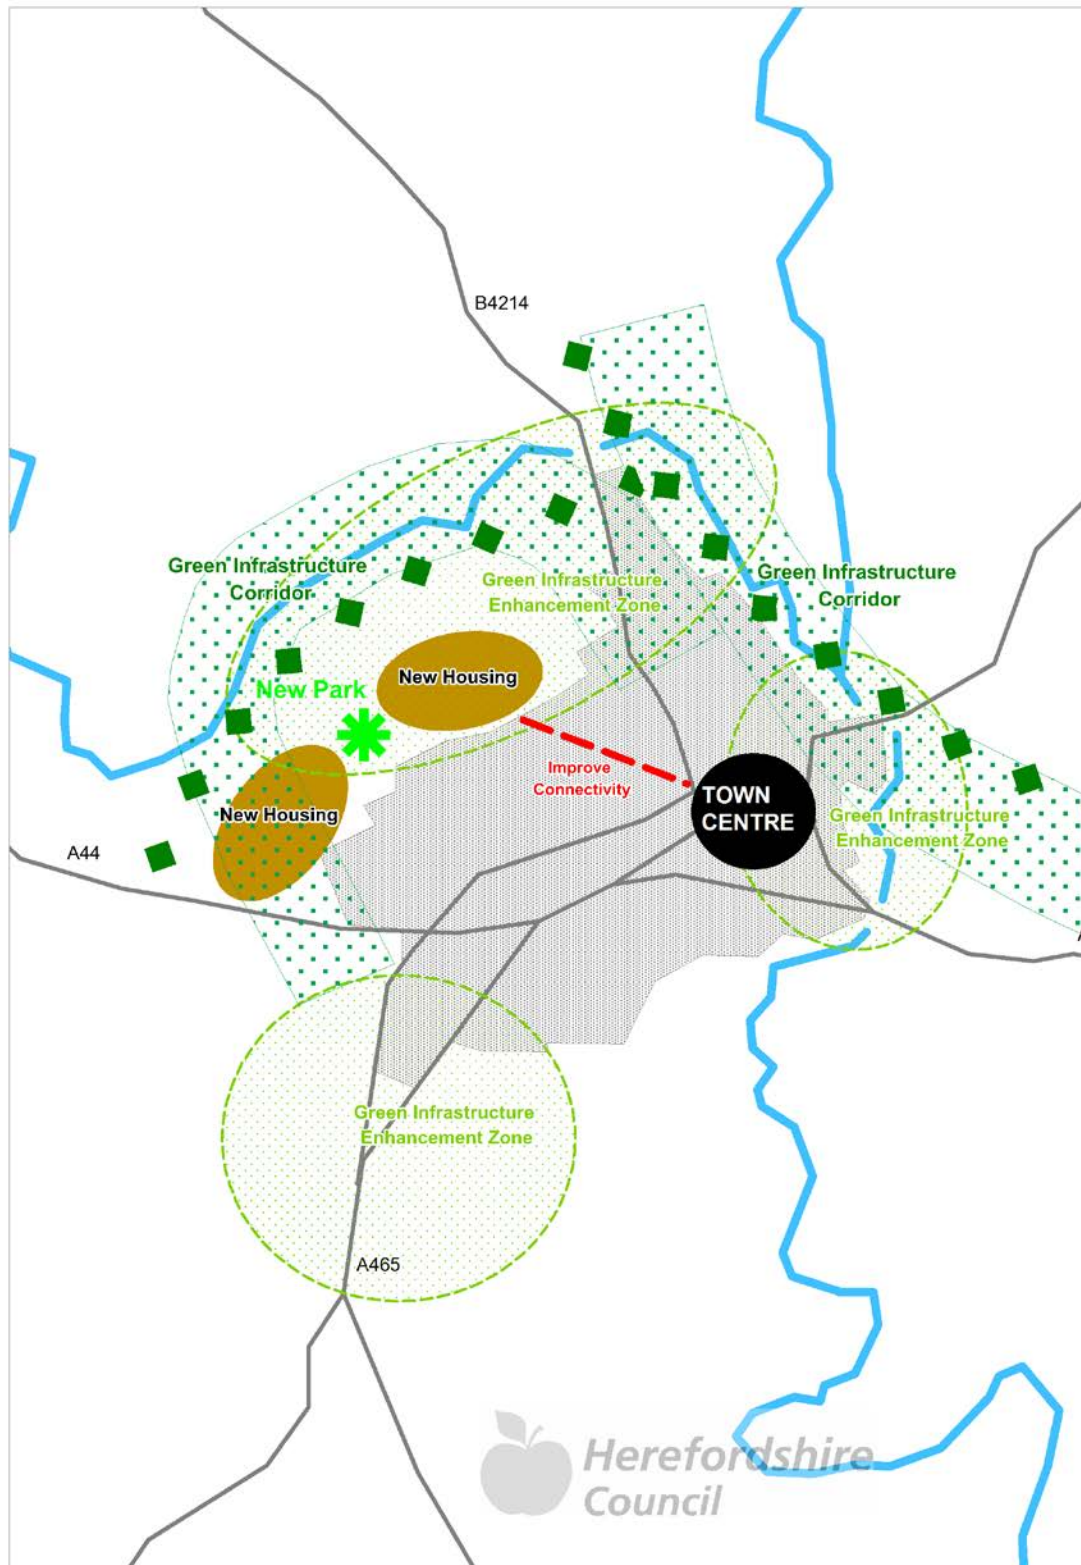 B4214
Green Infrastructure
Corridor
Green Infrastructure
Enhancement Zone
Green Infrastructure
Corridor
New Housing
New Park
Improve
Connectivity
TOWN
CENTRE
New Housing
Green Infrastructure
Enhancement Zone
A44
A
Green Infrastructure
Enhancement Zone
A465
Herefordshire
Council